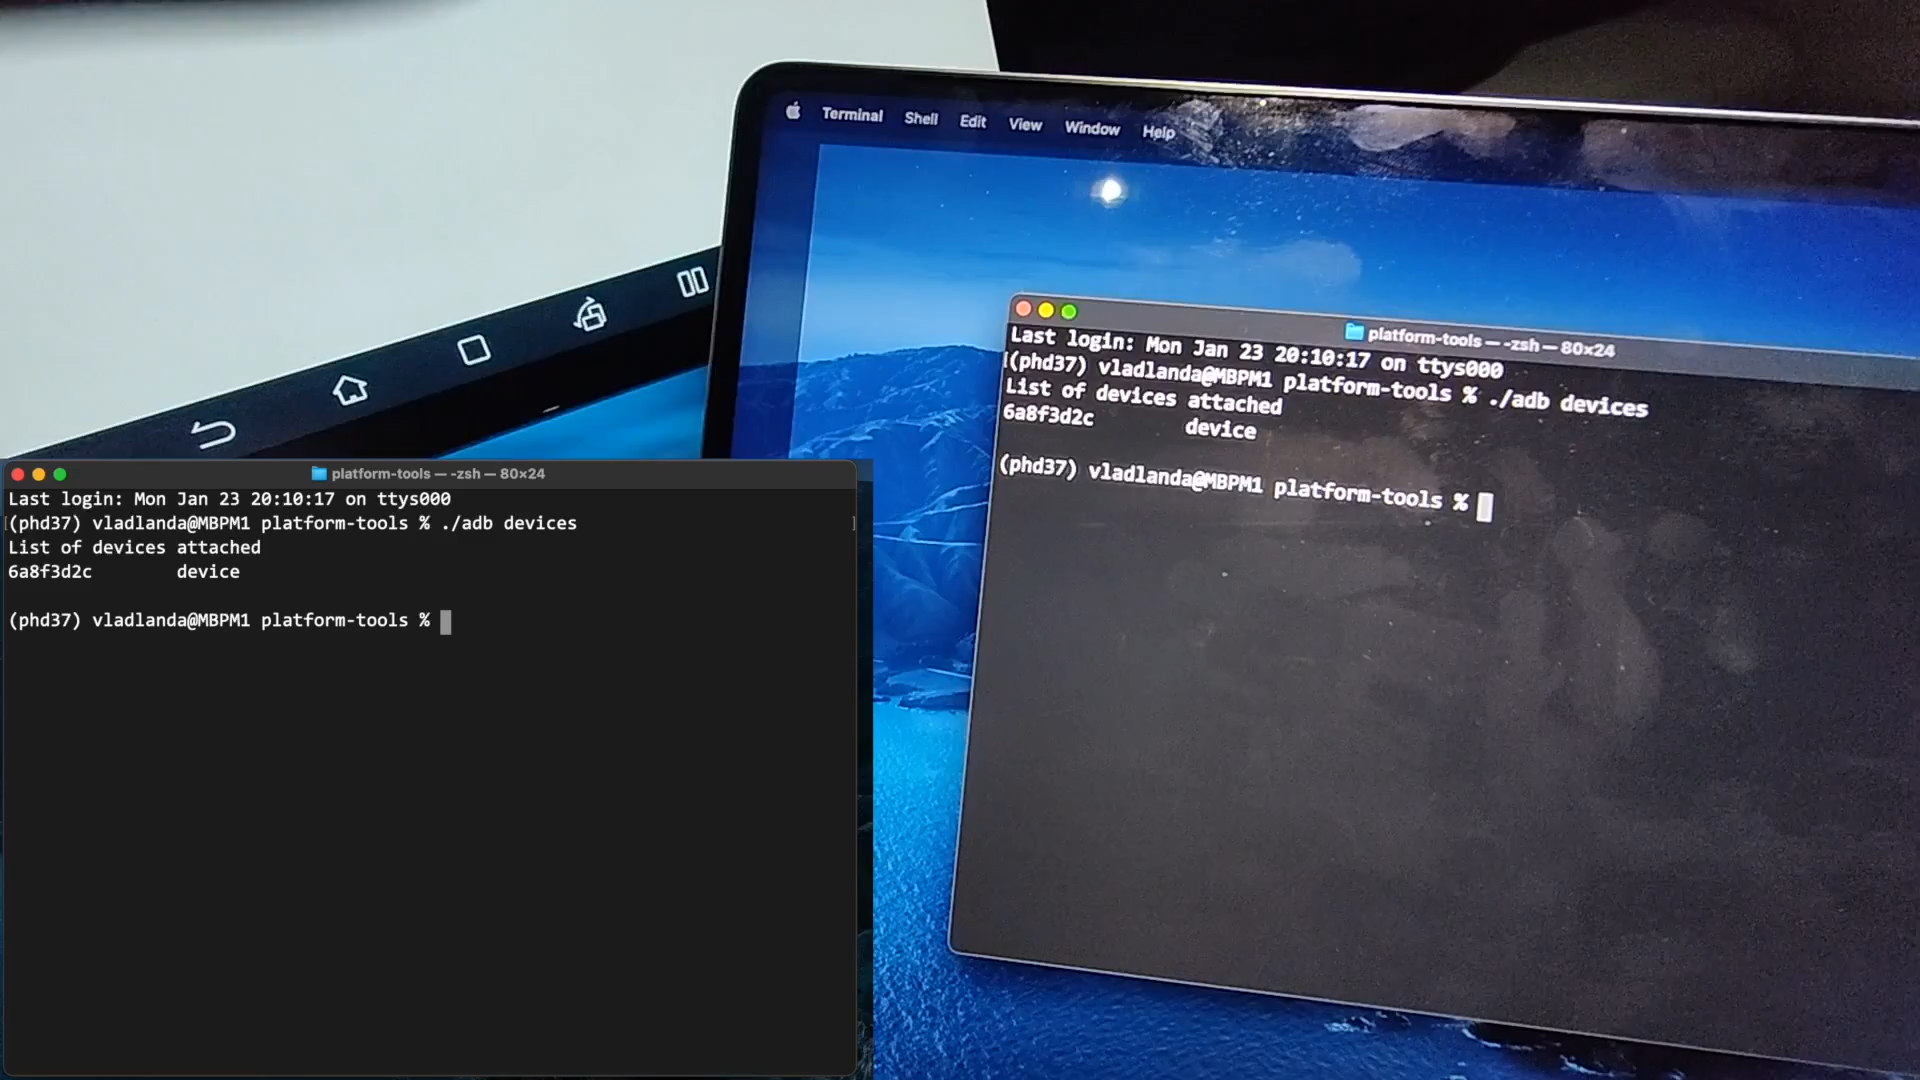 Terminal Shell Edit View Window Help
platform-tools — -zsh — 80×24
Last login: Mon Jan 23 20:10:17 on ttys000
(phd37) vladlanda@MBPM1 platform-tools % ./adb devices
List of devices attached
6a8f3d2c device
(phd37) vladlanda@MBPM1 platform-tools %
platform-tools — -zsh — 80×24
Last login: Mon Jan 23 20:10:17 on ttys000
(phd37) vladlanda@MBPM1 platform-tools % ./adb devices
List of devices attached
6a8f3d2c device
(phd37) vladlanda@MBPM1 platform-tools %